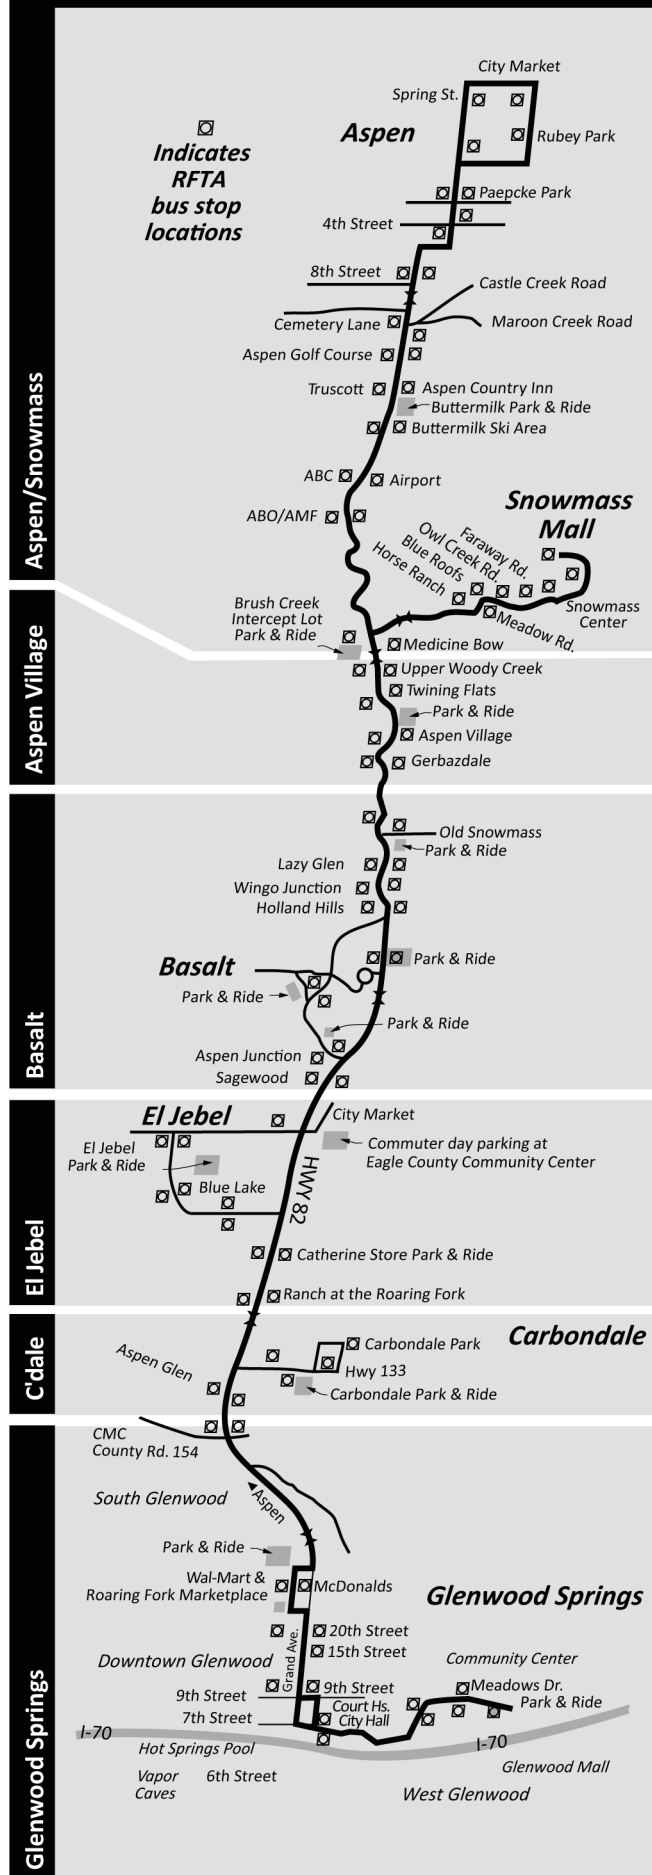 City Market
Spring St.
Aspen
Rubey Park
Indicates
RFTA
bus stop
locations
Paepcke Park
4th Street
8th Street
Castle Creek Road
Cemetery Lane
Maroon Creek Road
Aspen Golf Course
Truscott
Aspen Country Inn
Buttermilk Park & Ride
Buttermilk Ski Area
ABC
Airport
ABO/AMF
Aspen/Snowmass
Snowmass
Mall
Faraway Rd.
Owl Creek Rd.
Blue Roofs
Horse Ranch
Meadow Rd.
Snowmass
Center
Brush Creek
Intercept Lot
Park & Ride
Medicine Bow
Upper Woody Creek
Twining Flats
Park & Ride
Aspen Village
Gerbazdale
Aspen Village
Old Snowmass
Park & Ride
Lazy Glen
Wingo Junction
Holland Hills
Basalt
Park & Ride
Park & Ride
Park & Ride
Aspen Junction
Sagewood
Basalt
El Jebel
City Market
El Jebel
Park & Ride
Commuter day parking at
Eagle County Community Center
Blue Lake
HWY 82
Catherine Store Park & Ride
Ranch at the Roaring Fork
El Jebel
Carbondale
Carbondale Park
Aspen Glen
Hwy 133
Carbondale Park & Ride
C'dale
CMC
County Rd. 154
South Glenwood
Aspen
Park & Ride
Wal-Mart &
Roaring Fork Marketplace
McDonalds
Glenwood Springs
20th Street
15th Street
Grand Ave.
Downtown Glenwood
Community Center
9th Street
9th Street
Meadows Dr.
Park & Ride
Court Hs.
City Hall
7th Street
I-70
I-70
Hot Springs Pool
Vapor
Caves
6th Street
Glenwood Mall
West Glenwood
Glenwood Springs